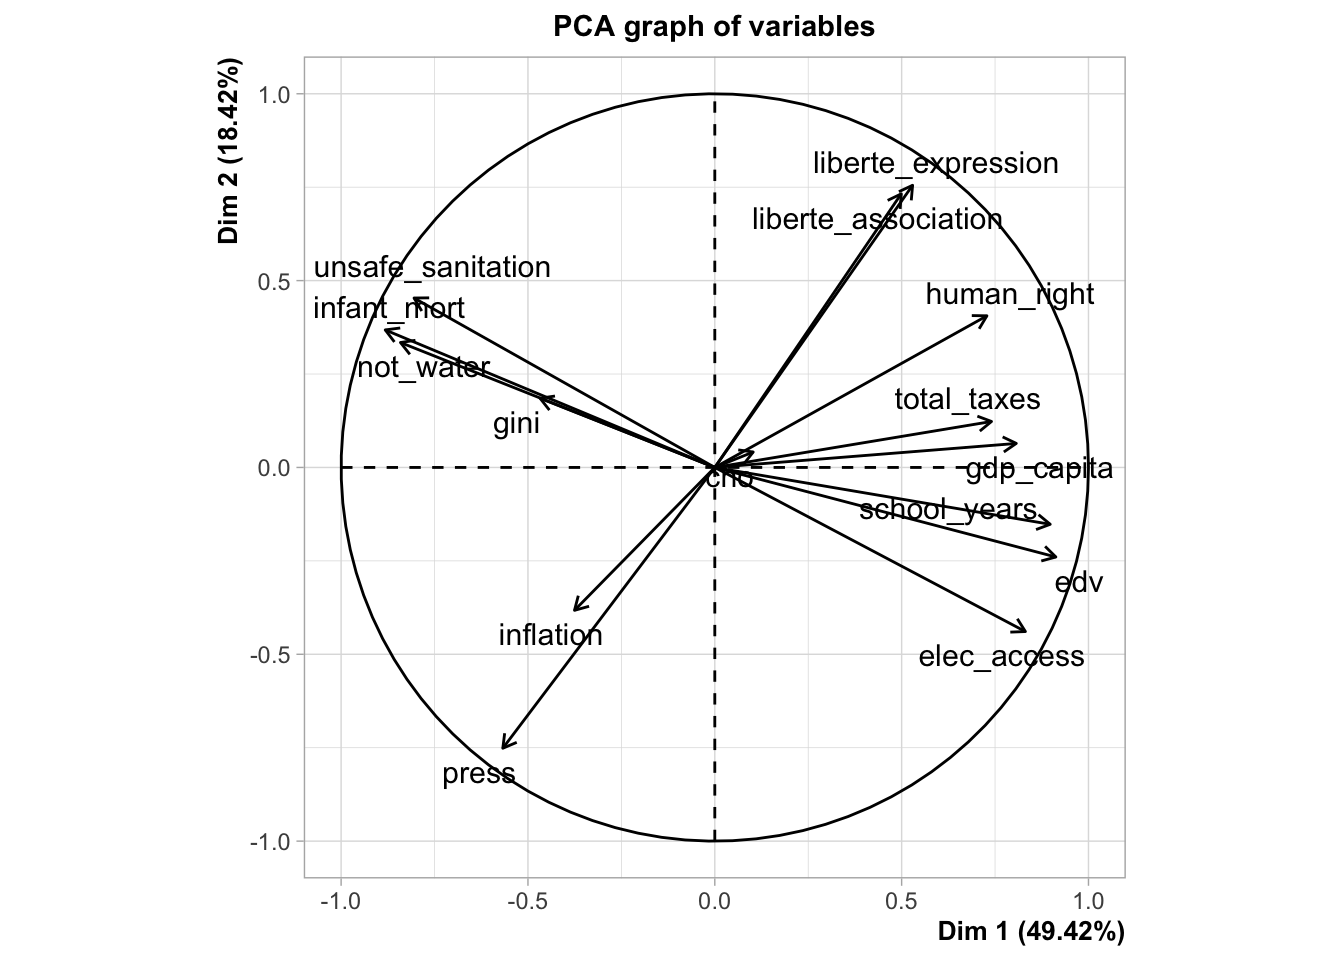 PCA graph of variables
Dim 2 (18.42%)
1.0
0.5
0.0
-0.5
-1.0
liberte_expression
liberte_association
unsafe_sanitation
human_right
infant_mort
not_water
total_taxes
gini
gdp_capita
cho
school_years
edv
inflation
elec_access
press
-1.0 -0.5 0.0 0.5 1.0
Dim 1 (49.42%)